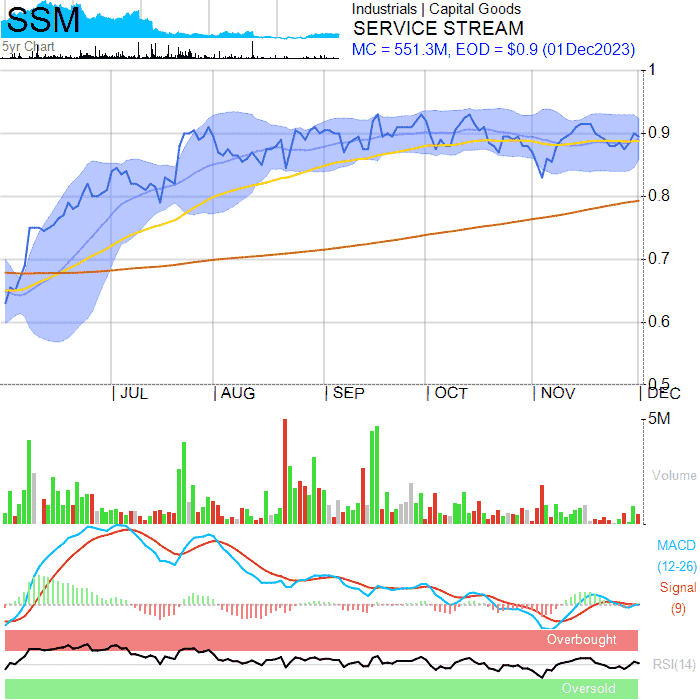 SSM
5yr Chart
Industrials | Capital Goods
SERVICE STREAM
MC = 551.3M, EOD = $0.9 (01Dec2023)
1
0.9
0.8
0.7
0.6
0.5
JUL AUG SEP OCT NOV DEC
5M
Volume
MACD
(12-26)
Signal
(9)
Overbought
RSI(14)
Oversold